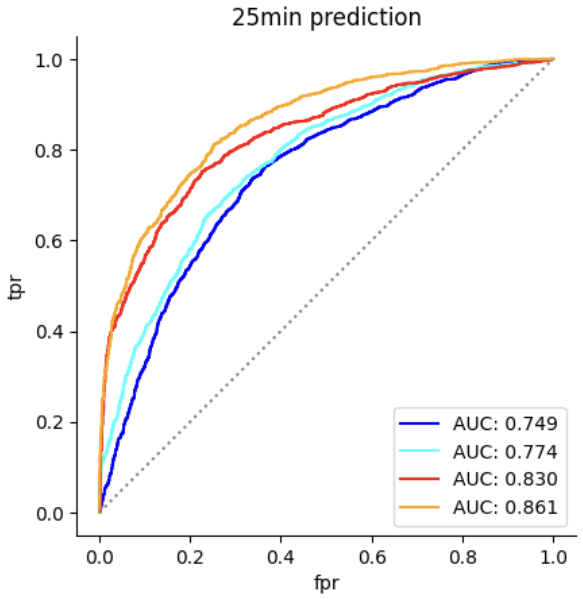 25min prediction
1.0
0.8
0.6
0.4
0.2
0.0
tpr
AUC: 0.749
AUC: 0.774
AUC: 0.830
AUC: 0.861
0.0 0.2 0.4 0.6 0.8 1.0
fpr